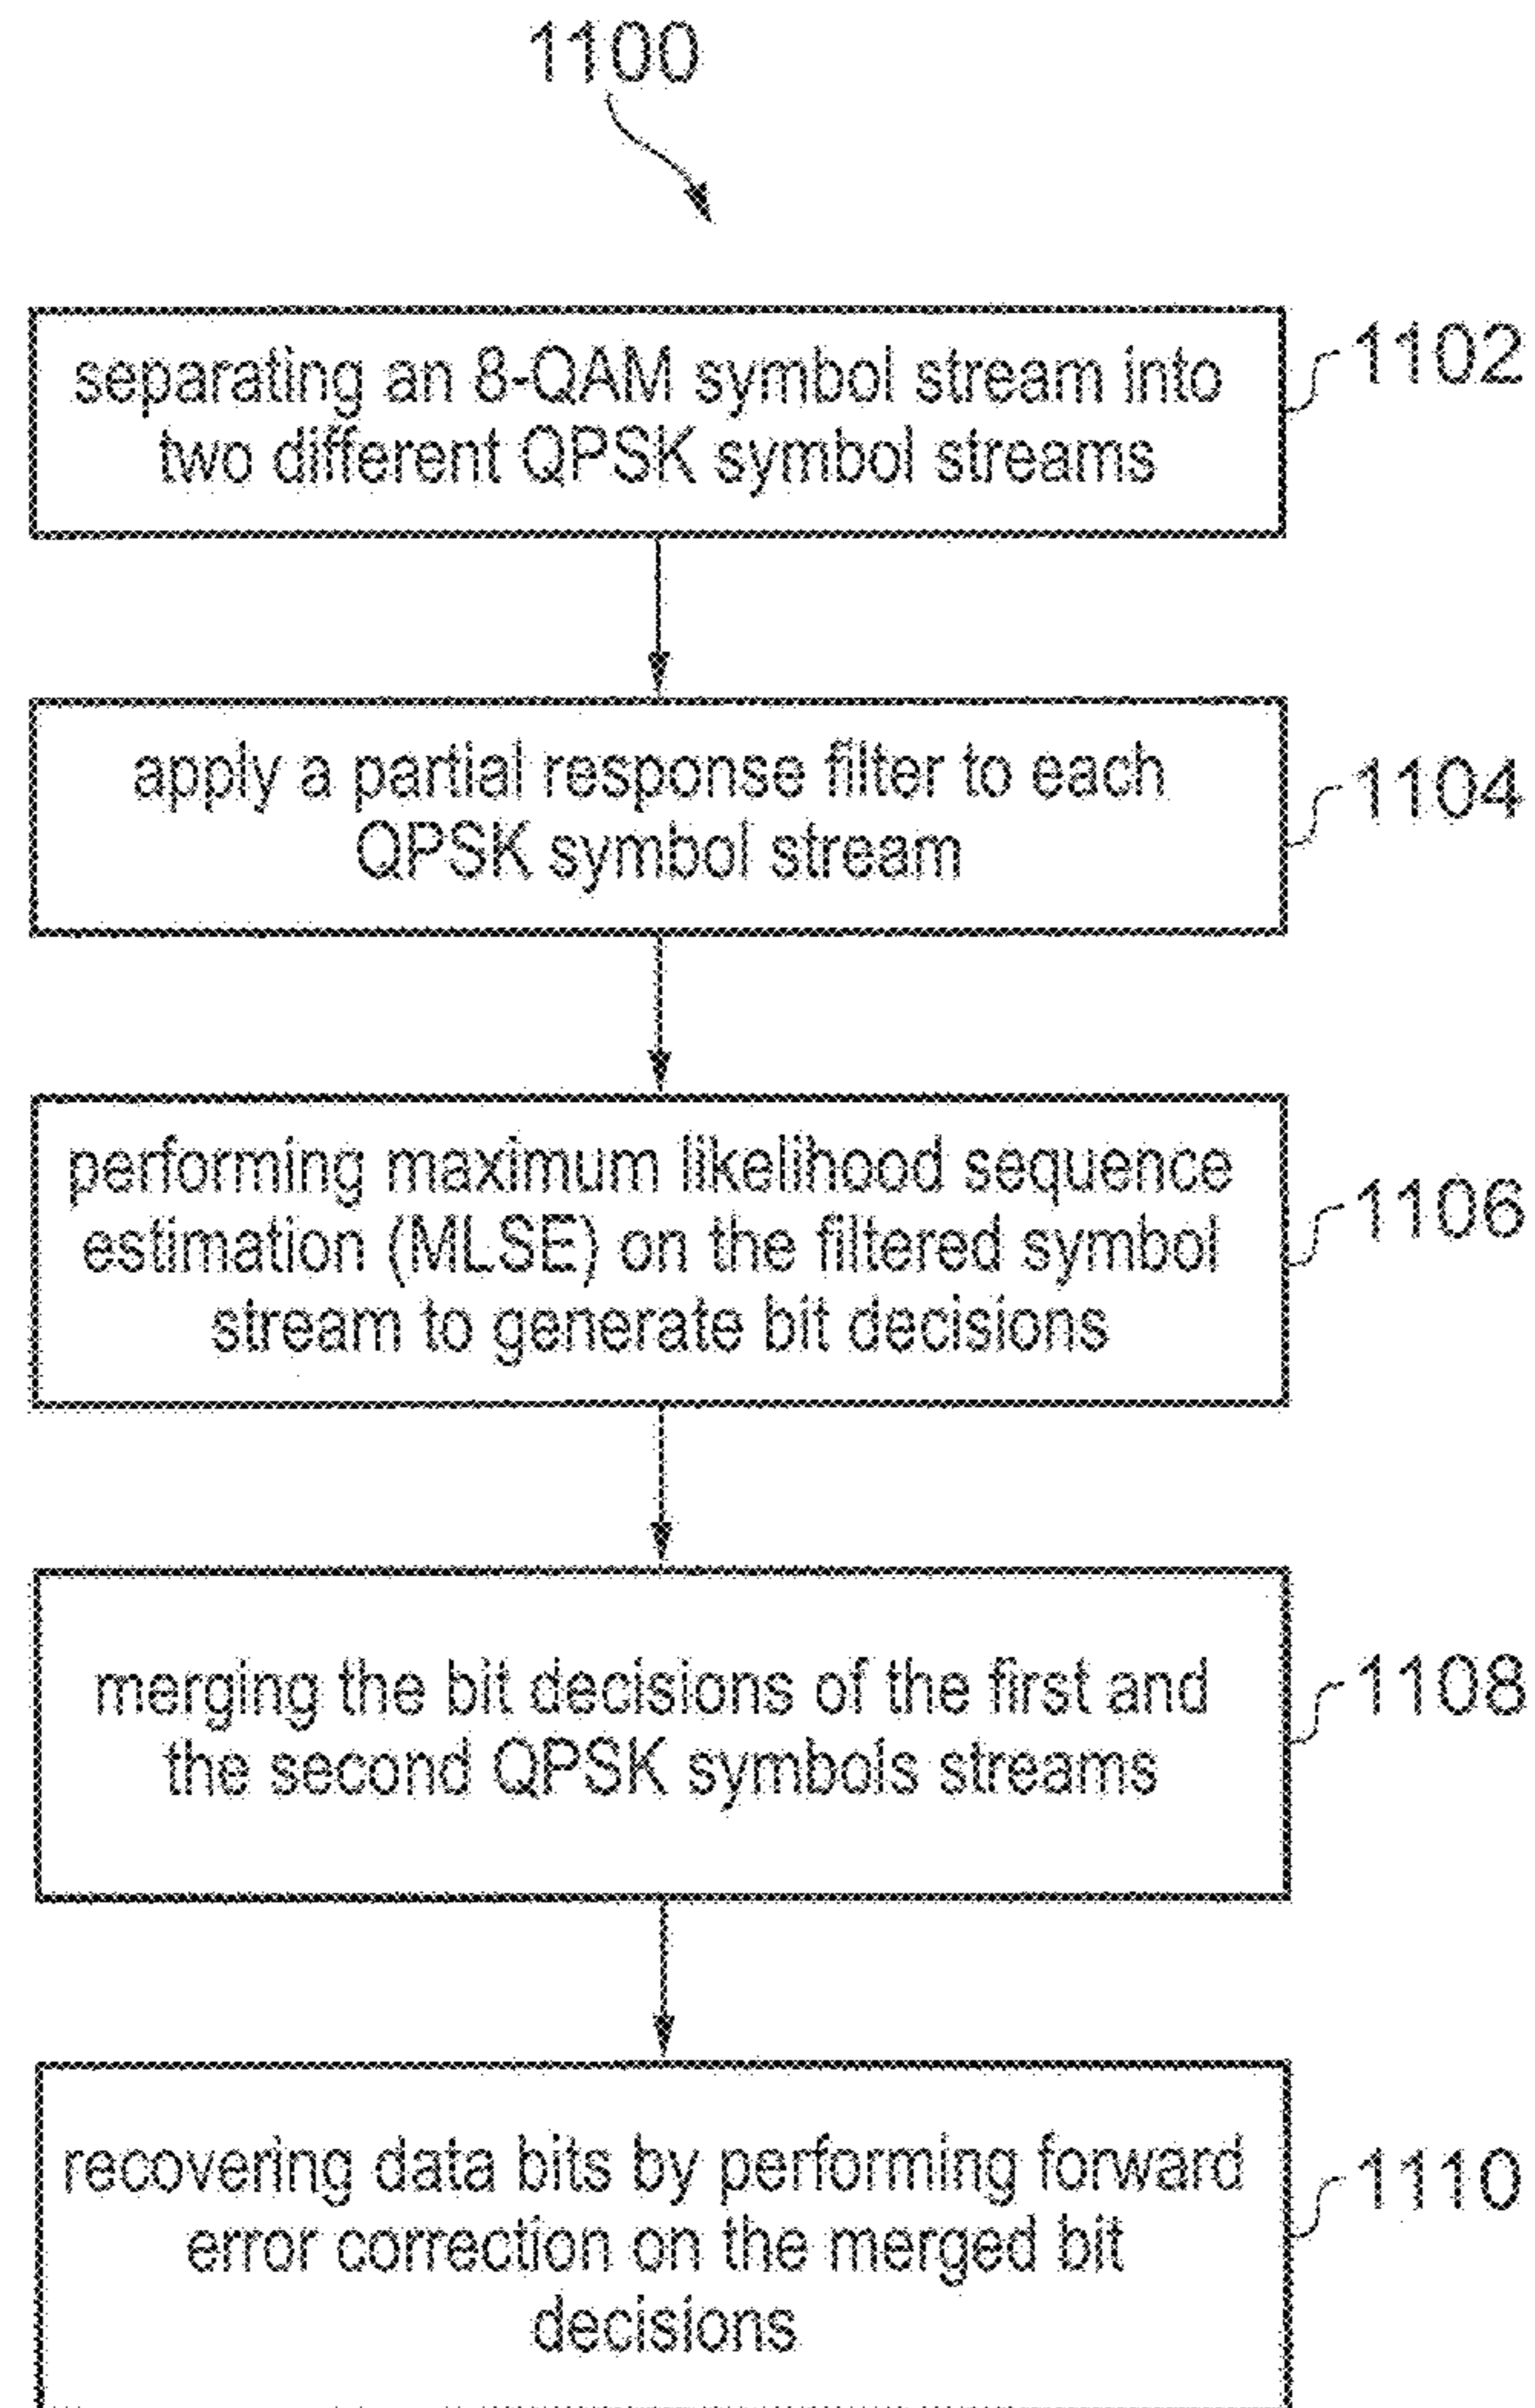 1100
separating an 8-QAM symbol stream into
two different QPSK symbol streams
1102
apply a partial response filter to each
QPSK symbol stream
1104
performing maximum likelihood sequence
estimation (MLSE) on the filtered symbol
stream to generate bit decisions
1106
merging the bit decisions of the first and
the second QPSK symbols streams
1108
recovering data bits by performing forward
error correction on the merged bit
decisions
1110